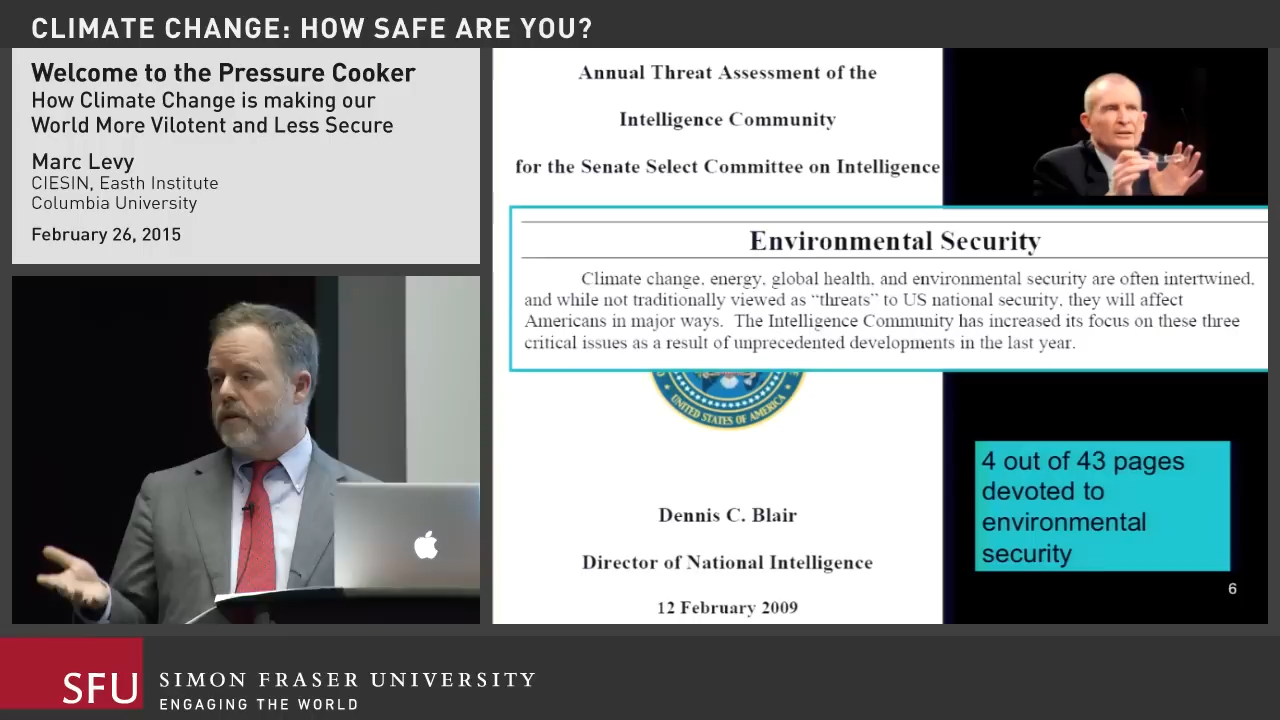 CLIMATE CHANGE: HOW SAFE ARE YOU?
Welcome to the Pressure Cooker
How Climate Change is making our
World More Vilotent and Less Secure
Marc Levy
CIESIN, Easth Institute
Columbia University
February 26, 2015
Annual Threat Assessment of the
Intelligence Community
for the Senate Select Committee on Intelligence
Environmental Security
Climate change, energy, global health, and environmental security are often intertwined,
and while not traditionally viewed as “threats” to US national security, they will affect
Americans in major ways. The Intelligence Community has increased its focus on these three
critical issues as a result of unprecedented developments in the last year.
UNITED STATES OF AMERICA
Dennis C. Blair
Director of National Intelligence
12 February 2009
4 out of 43 pages
devoted to
environmental
security
6
SFU SIMON FRASER UNIVERSITY
ENGAGING THE WORLD